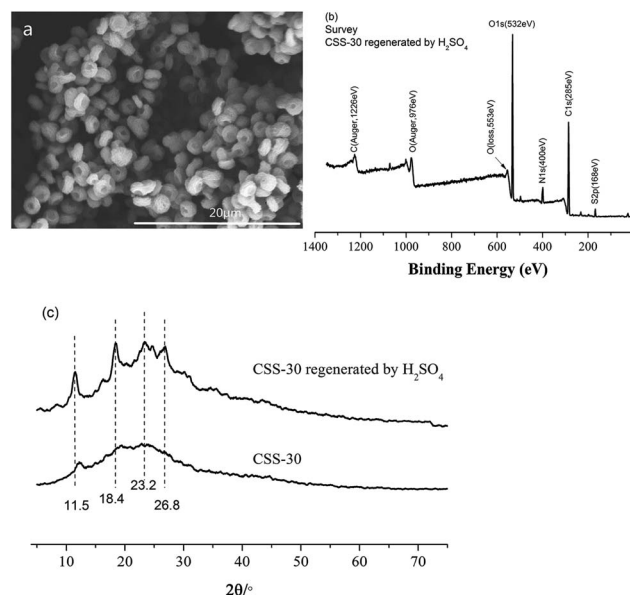 a
20μm
(b)
Survey
CSS-30 regenerated by H2SO4
C(Auger,1226eV)
O(Auger,976eV)
O(loss,553eV)
O1s(532eV)
N1s(400eV)
C1s(285eV)
S2p(168eV)
1400 1200 1000 800 600 400 200
Binding Energy (eV)
(c)
CSS-30 regenerated by H2SO4
CSS-30
11.5
18.4
23.2
26.8
10 20 30 40 50 60 70
2θ/°